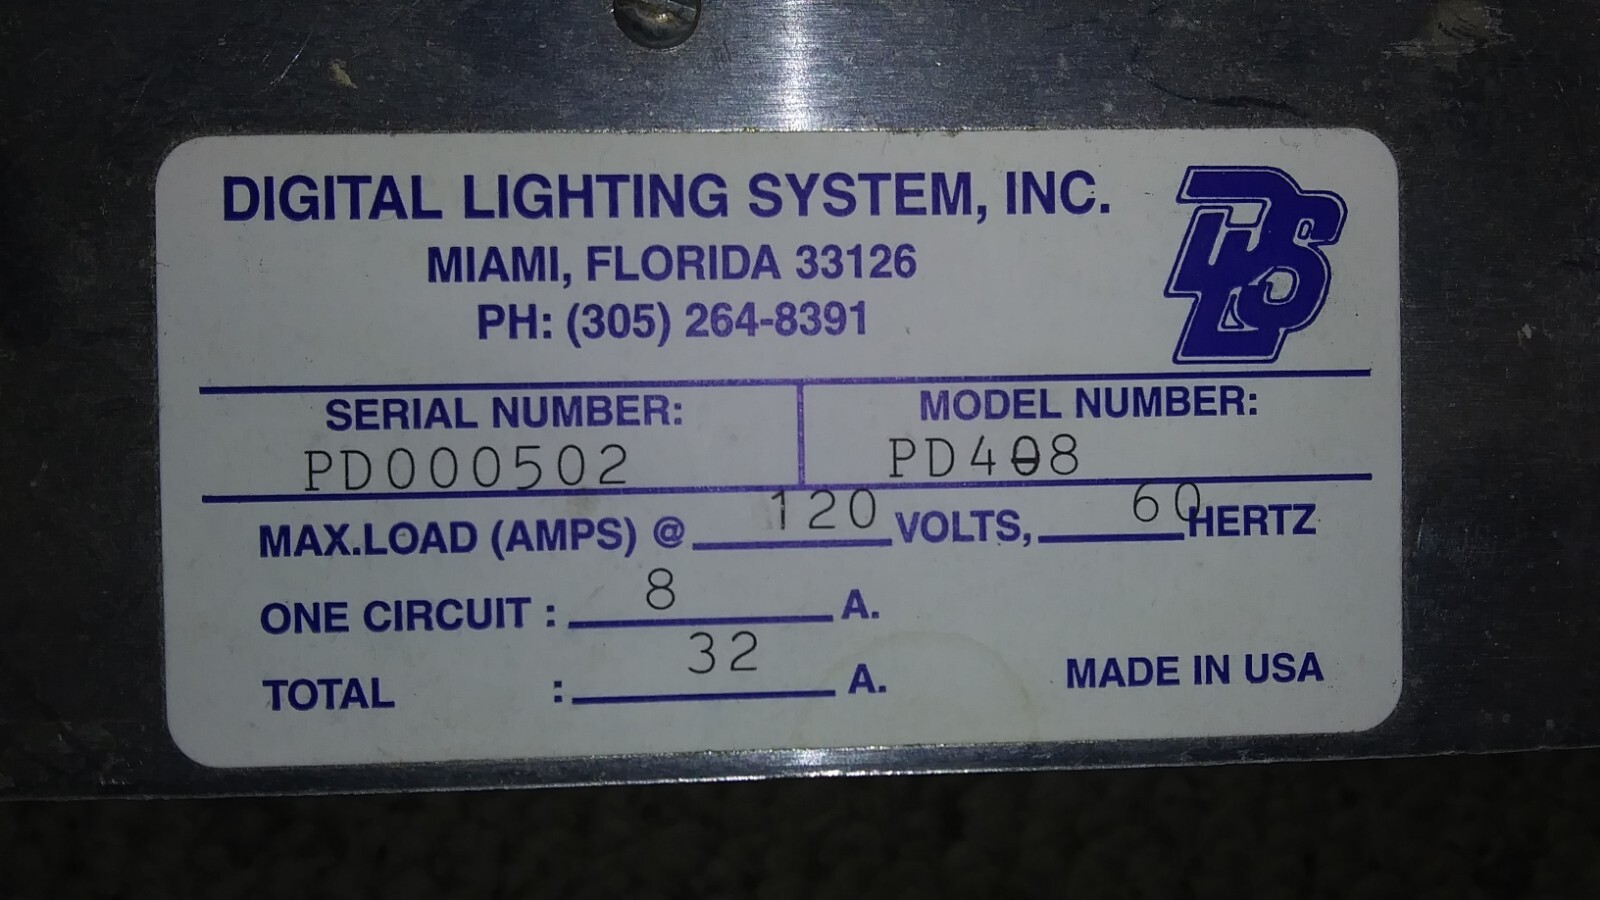 DIGITAL LIGHTING SYSTEM, INC.
MIAMI, FLORIDA 33126
PH: (305) 264-8391
DLS
SERIAL NUMBER: MODEL NUMBER:
PD000502 PD408
MAX.LOAD (AMPS) @ 120 VOLTS, 60 HERTZ
ONE CIRCUIT : 8 A.
TOTAL : 32 A.
MADE IN USA